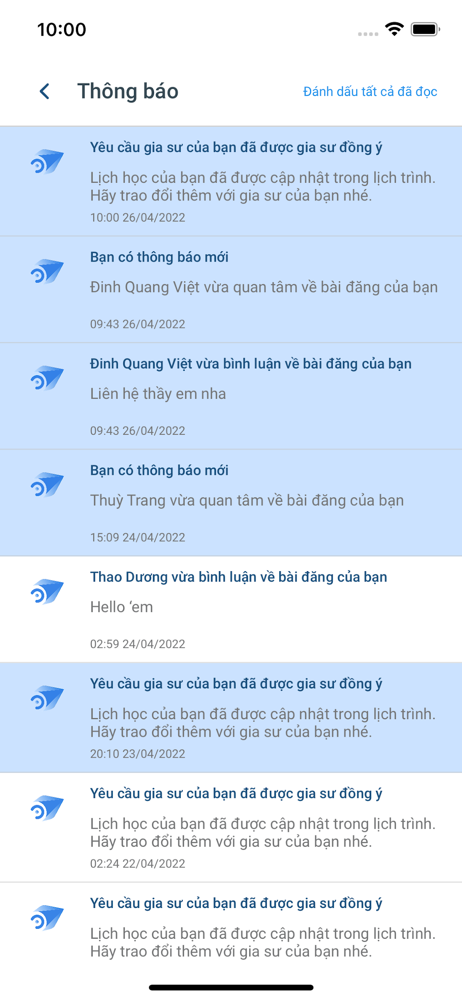 10:00
Thông báo
Đánh dấu tất cả đã đọc
Yêu cầu gia sư của bạn đã được gia sư đồng ý
Lịch học của bạn đã được cập nhật trong lịch trình.
Hãy trao đổi thêm với gia sư của bạn nhé.
10:00 26/04/2022
Bạn có thông báo mới
Đinh Quang Việt vừa quan tâm về bài đăng của bạn
09:43 26/04/2022
Đinh Quang Việt vừa bình luận về bài đăng của bạn
Liên hệ thầy em nha
09:43 26/04/2022
Bạn có thông báo mới
Thuỳ Trang vừa quan tâm về bài đăng của bạn
15:09 24/04/2022
Thao Dương vừa bình luận về bài đăng của bạn
Hello ‘em
02:59 24/04/2022
Yêu cầu gia sư của bạn đã được gia sư đồng ý
Lịch học của bạn đã được cập nhật trong lịch trình.
Hãy trao đổi thêm với gia sư của bạn nhé.
20:10 23/04/2022
Yêu cầu gia sư của bạn đã được gia sư đồng ý
Lịch học của bạn đã được cập nhật trong lịch trình.
Hãy trao đổi thêm với gia sư của bạn nhé.
02:24 22/04/2022
Yêu cầu gia sư của bạn đã được gia sư đồng ý
Lịch học của bạn đã được cập nhật trong lịch trình.
Hãy trao đổi thêm với gia sư của bạn nhé.